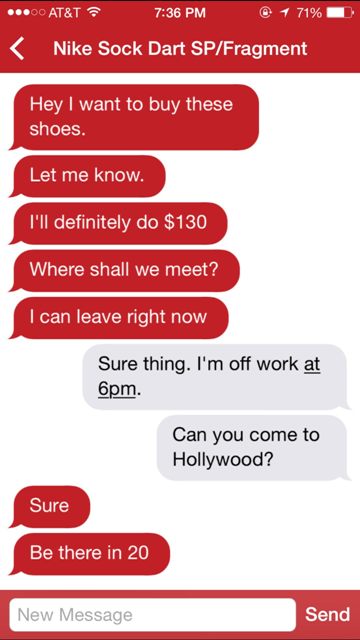 AT&T 7:36 PM 71%
Nike Sock Dart SP/Fragment
Hey I want to buy these
shoes.
Let me know.
I'll definitely do $130
Where shall we meet?
I can leave right now
Sure thing. I'm off work at
6pm.
Can you come to
Hollywood?
Sure
Be there in 20
New Message Send